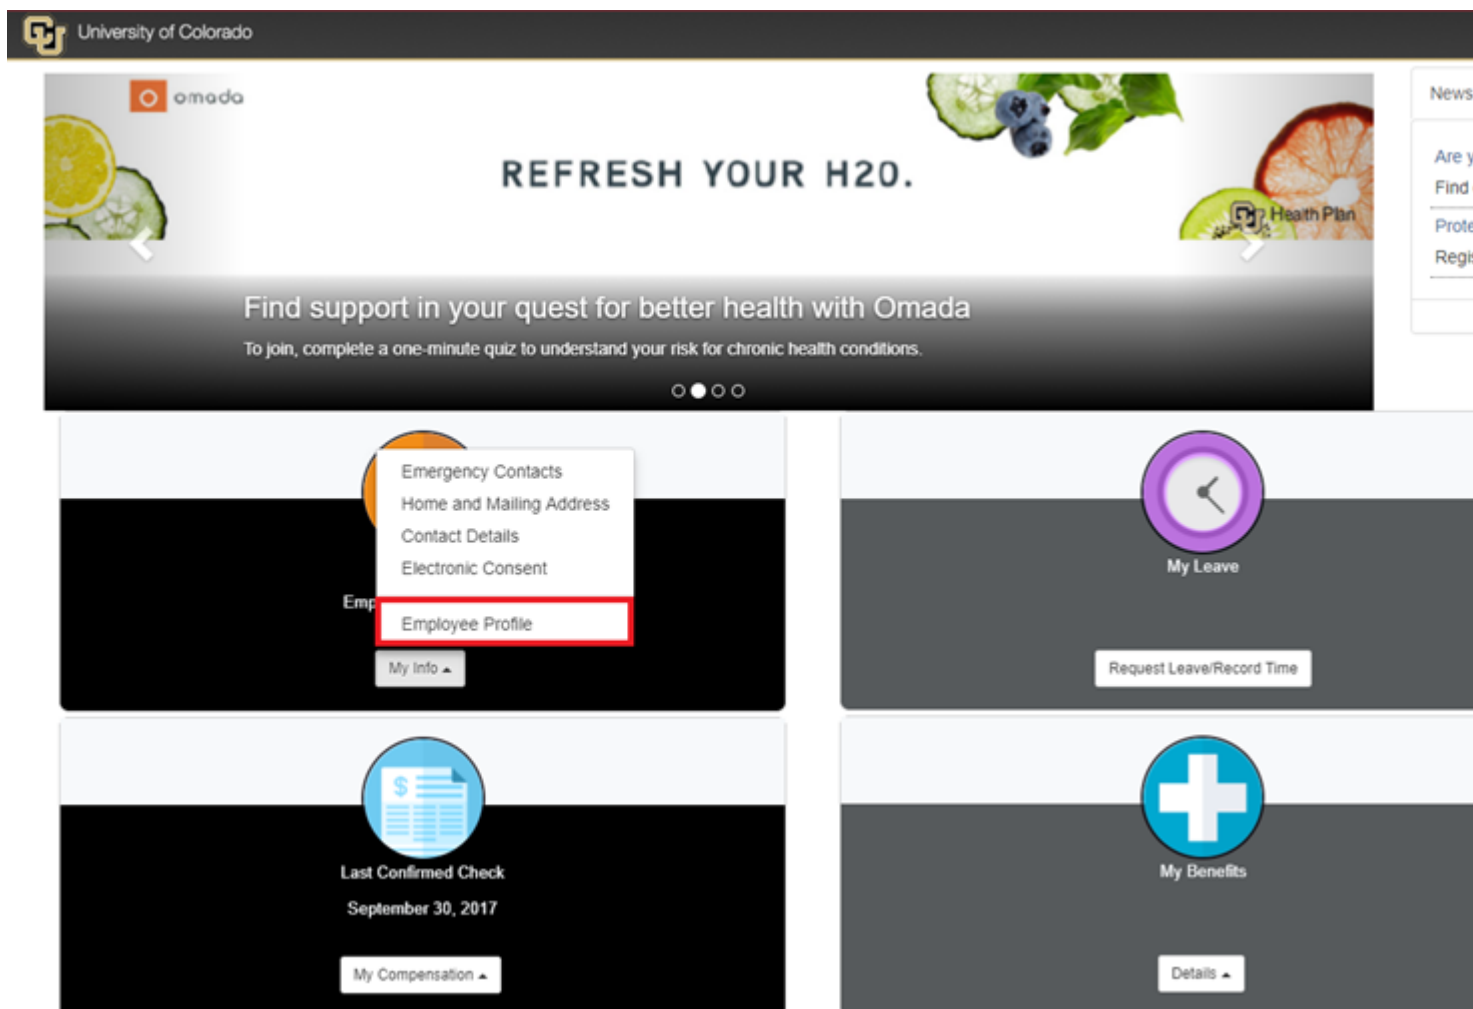 University of Colorado
omada
REFRESH YOUR H20.
Health Plan
Find support in your quest for better health with Omada
To join, complete a one-minute quiz to understand your risk for chronic health conditions.
News
Are y
Find
Prote
Regis
Emergency Contacts
Home and Mailing Address
Contact Details
Electronic Consent
Emp
Employee Profile
My Info
My Leave
Request Leave/Record Time
$
Last Confirmed Check
September 30, 2017
My Compensation
My Benefits
Details